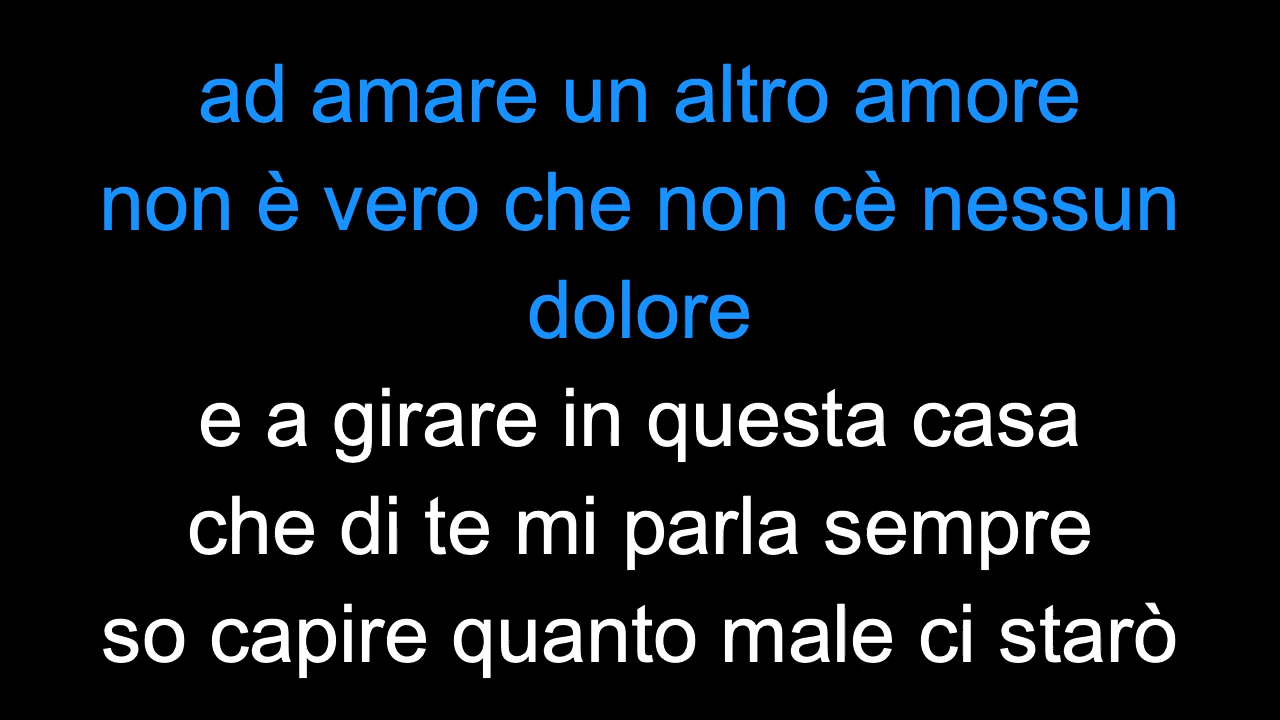 ad amare un altro amore
non è vero che non cè nessun
dolore
e a girare in questa casa
che di te mi parla sempre
so capire quanto male ci starò